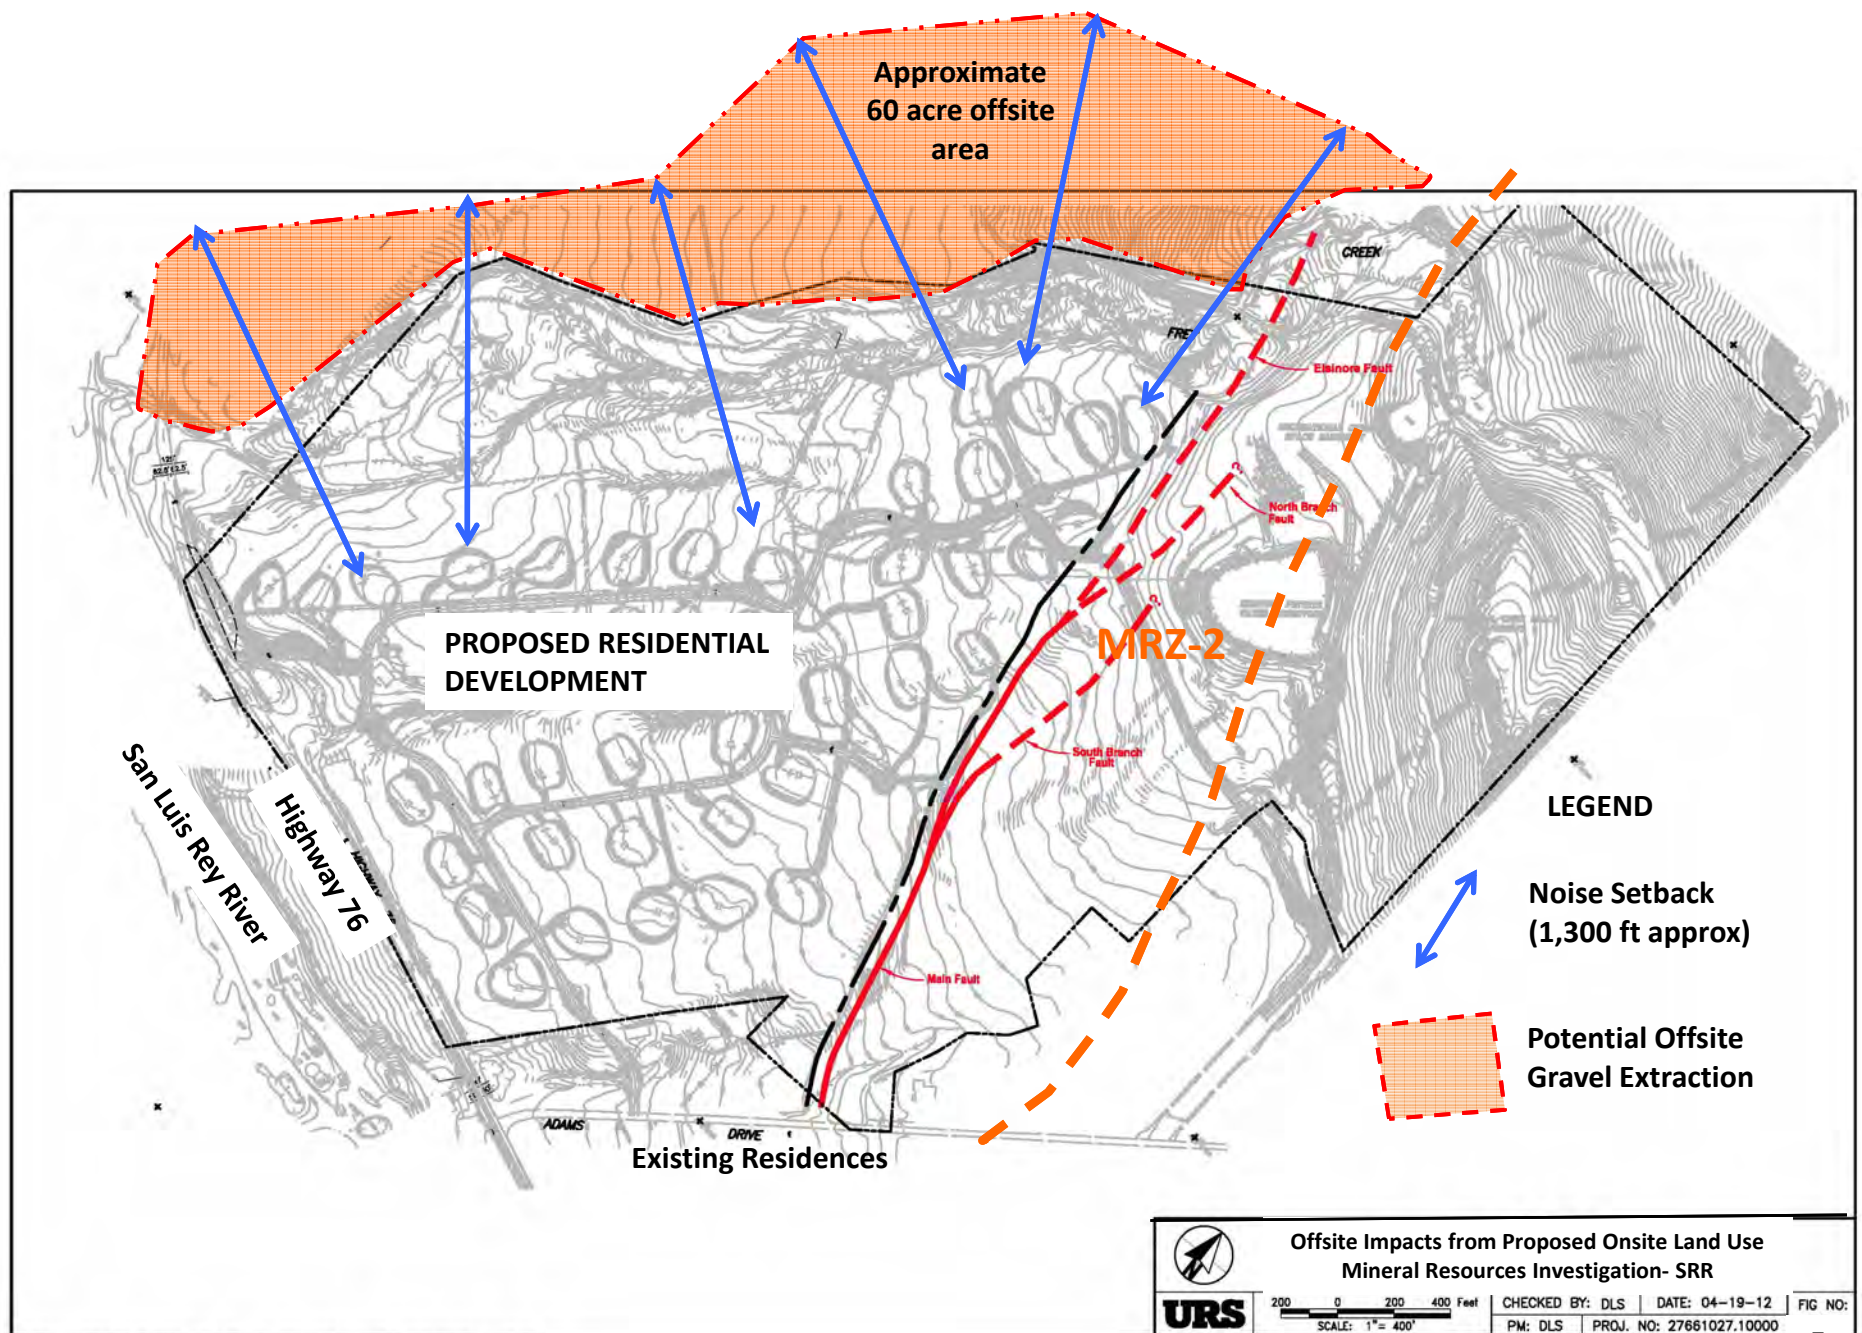 Approximate
60 acre offsite
area
CREEK
Elsinore Fault
North Branch
Fault
MRZ-2
PROPOSED RESIDENTIAL
DEVELOPMENT
South Branch
Fault
San Luis Rey River
Highway 76
HIGHWAY
Main Fault
LEGEND
Noise Setback
(1,300 ft approx)
Potential Offsite
Gravel Extraction
ADAMS
DRIVE
Existing Residences
Offsite Impacts from Proposed Onsite Land Use
Mineral Resources Investigation- SRR
URS
200 0 200 400 Feet
SCALE: 1"= 400'
CHECKED BY: DLS
DATE: 04-19-12
FIG NO:
PM: DLS
PROJ. NO: 27661027.10000